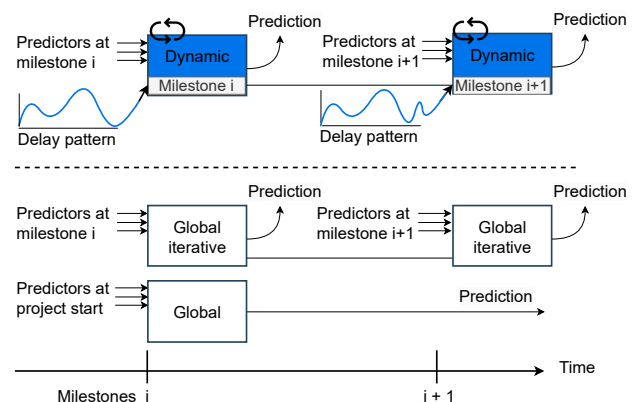 Prediction
Prediction
Predictors at
milestone i
Dynamic
Milestone i
Delay pattern
Predictors at
milestone i+1
Dynamic
Milestone i+1
Delay pattern
Prediction
Prediction
Predictors at
milestone i
Global
iterative
Predictors at
milestone i+1
Global
iterative
Predictors at
project start
Global
Prediction
Time
Milestones i
i + 1